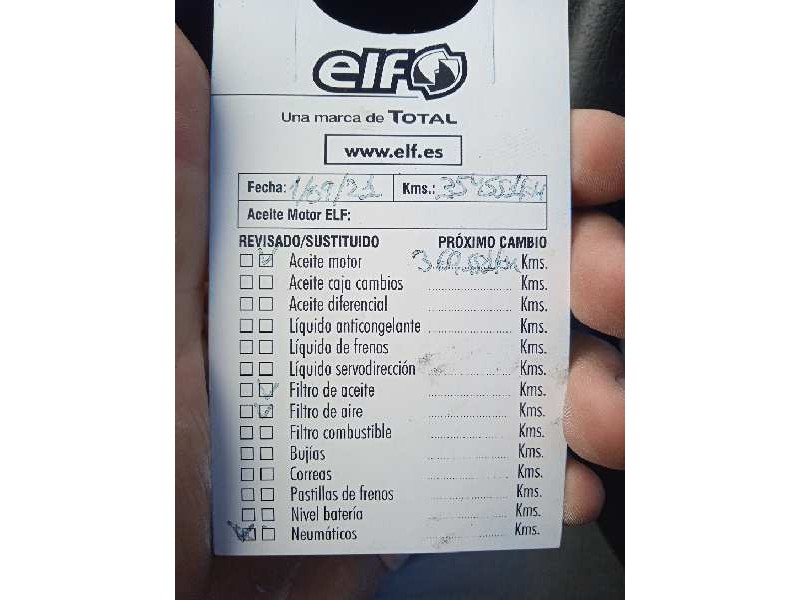 elf
Una marca de TOTAL
www.elf.es
Fecha: 1/09/21 Kms.:
Aceite Motor ELF:
REVISADO/SUSTITUIDO PRÓXIMO CAMBIO
Aceite motor Kms.
Aceite caja cambios Kms.
Aceite diferencial Kms.
Líquido anticongelante Kms.
Líquido de frenos Kms.
Líquido servodirección Kms.
Filtro de aceite Kms.
Filtro de aire Kms.
Filtro combustible Kms.
Bujías Kms.
Correas Kms.
Pastillas de frenos Kms.
Nivel batería Kms.
Neumáticos Kms.